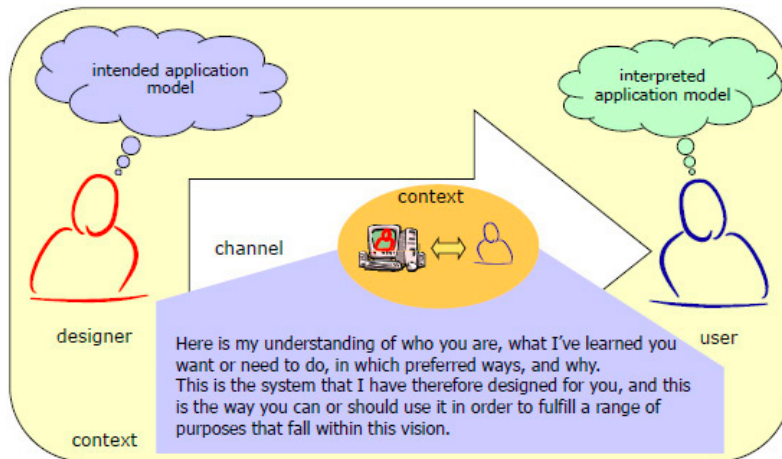 intended application
model
interpreted
application model
context
channel
designer
user
Here is my understanding of who you are, what I've learned you
want or need to do, in which preferred ways, and why.
This is the system that I have therefore designed for you, and this
is the way you can or should use it in order to fulfill a range of
purposes that fall within this vision.
context